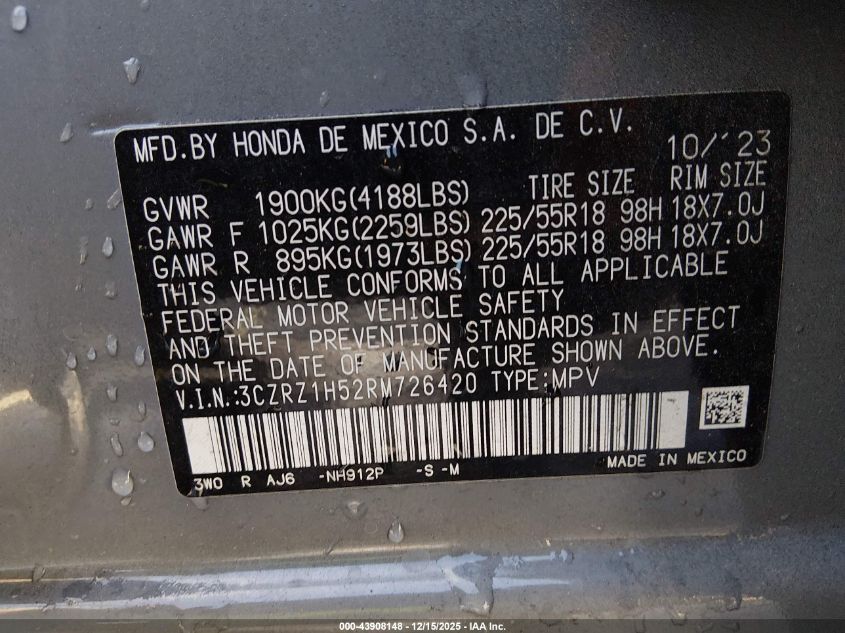 MFD.BY HONDA DE MEXICO S.A. DE C.V. 10/'23
GVWR 1900KG(4188LBS) TIRE SIZE RIM SIZE
GAWR F 1025KG(2259LBS) 225/55R18 98H 18X7.0J
GAWR R 895KG(1973LBS) 225/55R18 98H 18X7.0J
THIS VEHICLE CONFORMS TO ALL APPLICABLE
FEDERAL MOTOR VEHICLE SAFETY
AND THEFT PREVENTION STANDARDS IN EFFECT
ON THE DATE OF MANUFACTURE SHOWN ABOVE.
V.I.N.:3CZRZ1H52RM726420 TYPE:MPV
3WO R AJ6 -NH912P -S -M MADE IN MEXICO
000-43908148 - 12/15/2025 - IAA Inc.